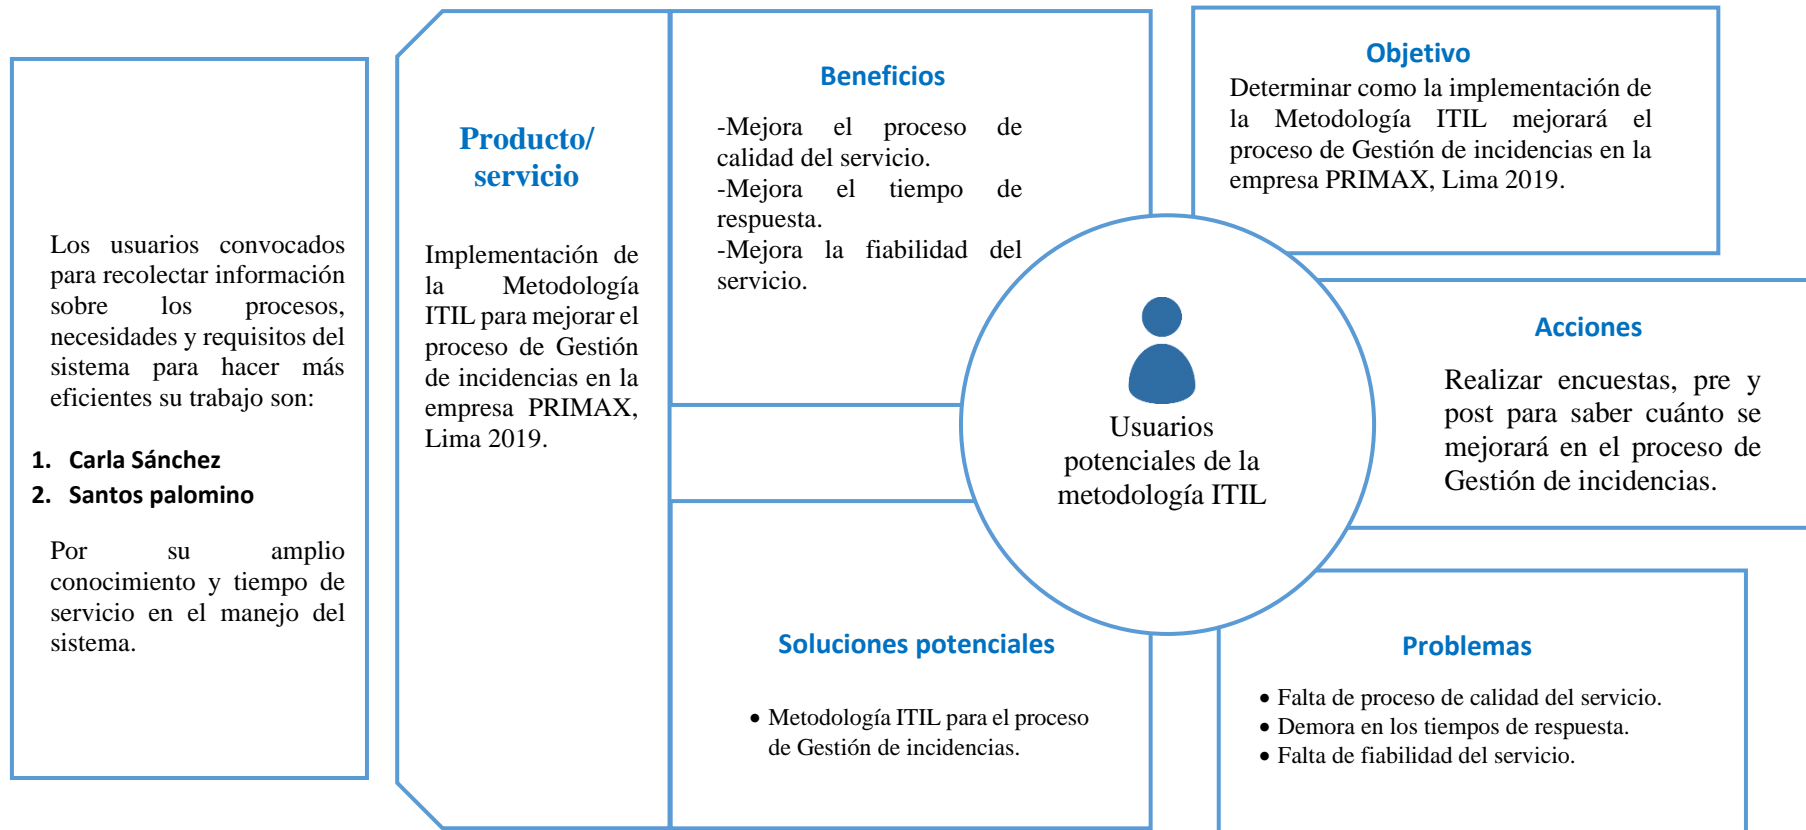 Los usuarios convocados
para recolectar información
sobre los procesos,
necesidades y requisitos del
sistema para hacer más
eficientes su trabajo son:
1. Carla Sánchez
2. Santos palomino
Por su amplio
conocimiento y tiempo de
servicio en el manejo del
sistema.
Producto/
servicio
Implementación de
la Metodología
ITIL para mejorar el
proceso de Gestión
de incidencias en la
empresa PRIMAX,
Lima 2019.
Beneficios
-Mejora el proceso de
calidad del servicio.
-Mejora el tiempo de
respuesta.
-Mejora la fiabilidad del
servicio.
Soluciones potenciales
• Metodología ITIL para el proceso
de Gestión de incidencias.
Usuarios
potenciales de la
metodología ITIL
Objetivo
Determinar como la implementación de
la Metodología ITIL mejorará el
proceso de Gestión de incidencias en la
empresa PRIMAX, Lima 2019.
Acciones
Realizar encuestas, pre y
post para saber cuánto se
mejorará en el proceso de
Gestión de incidencias.
Problemas
• Falta de proceso de calidad del servicio.
• Demora en los tiempos de respuesta.
• Falta de fiabilidad del servicio.